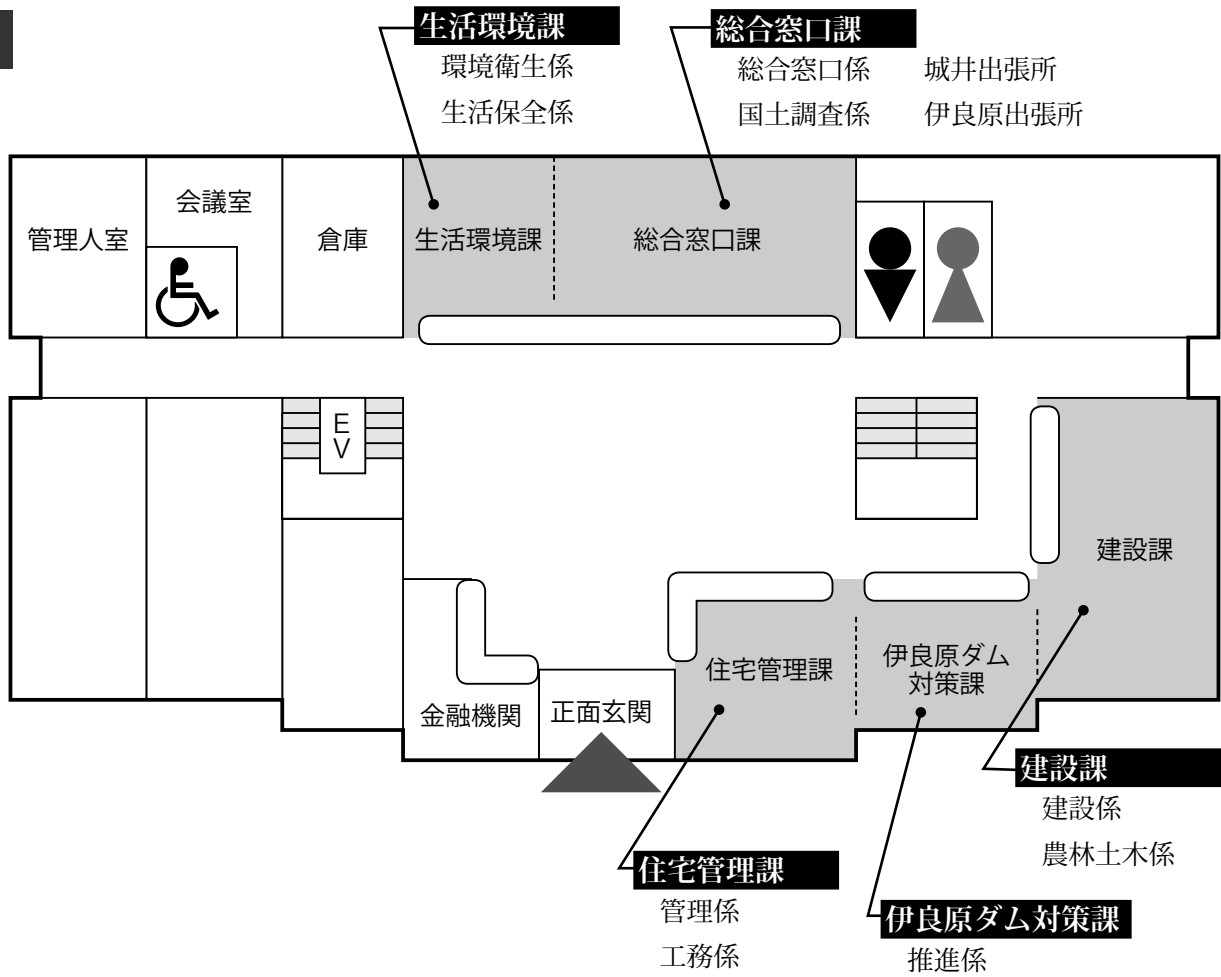 生活環境課
環境衛生係
生活保全係
総合窓口課
総合窓口係 城井出張所
国土調査係 伊良原出張所
管理人室
会議室
倉庫
生活環境課
総合窓口課
E
V
建設課
住宅管理課
伊良原ダム
対策課
金融機関
正面玄関
建設課
建設係
農林土木係
住宅管理課
管理係
工務係
伊良原ダム対策課
推進係